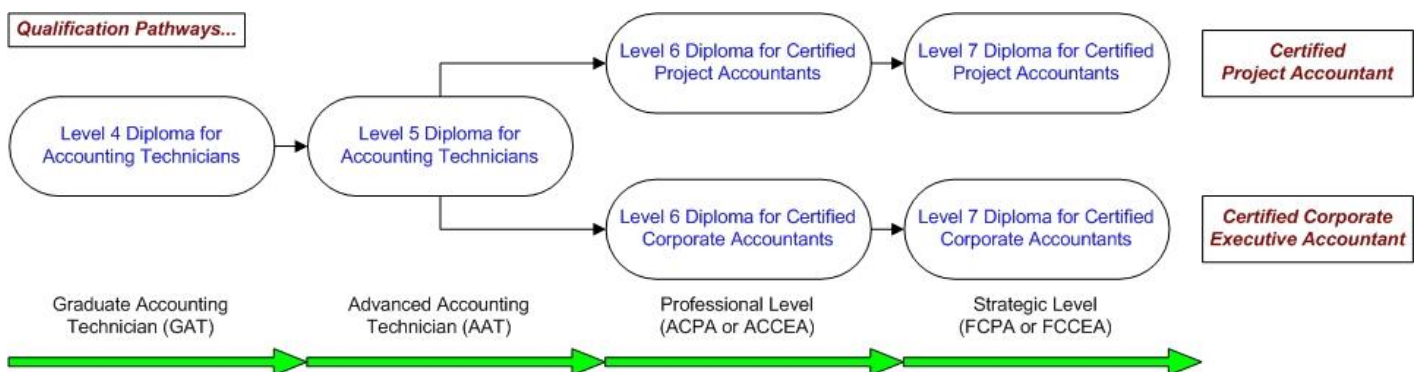 Qualification Pathways...
Level 4 Diploma for
Accounting Technicians
Level 5 Diploma for
Accounting Technicians
Level 6 Diploma for Certified
Project Accountants
Level 7 Diploma for Certified
Project Accountants
Certified
Project Accountant
Level 6 Diploma for Certified
Corporate Accountants
Level 7 Diploma for Certified
Corporate Accountants
Certified Corporate
Executive Accountant
Graduate Accounting
Technician (GAT)
Advanced Accounting
Technician (AAT)
Professional Level
(ACPA or ACCEA)
Strategic Level
(FCPA or FCCEA)